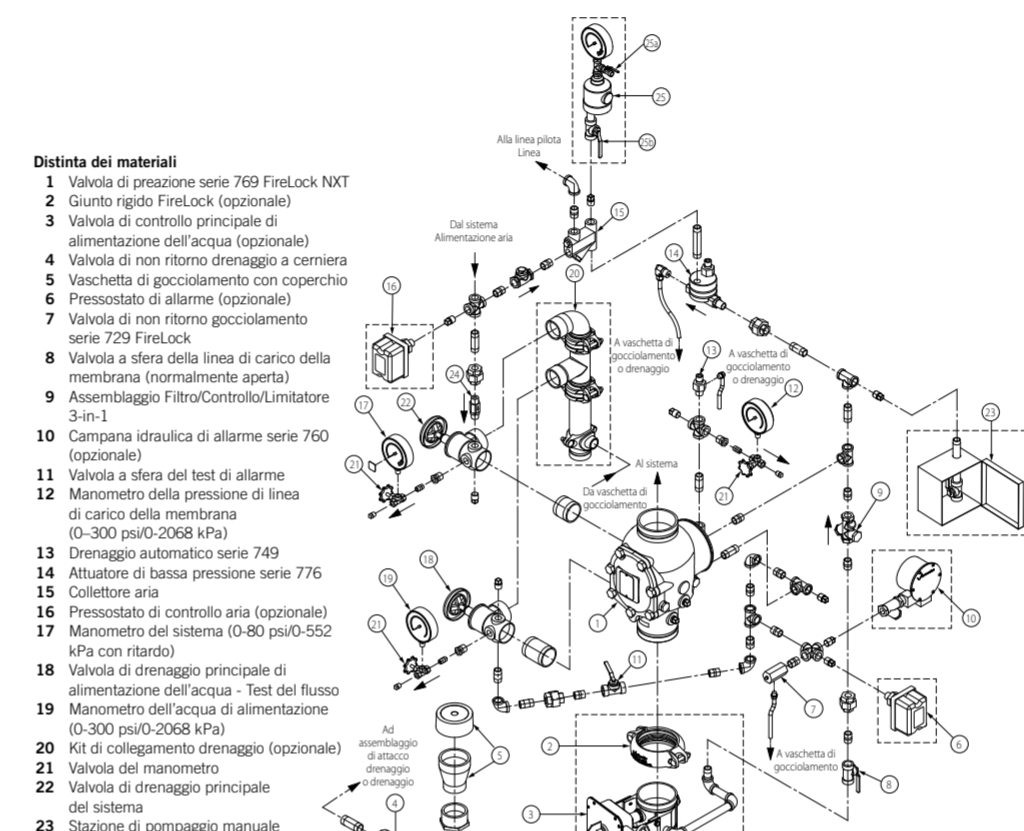 Distinta dei materiali
1 Valvola di preazione serie 769 FireLock NXT
2 Giunto rigido FireLock (opzionale)
3 Valvola di controllo principale di
alimentazione dell'acqua (opzionale)
4 Valvola di non ritorno drenaggio a cerniera
5 Vaschetta di gocciolamento con coperchio
6 Pressostato di allarme (opzionale)
7 Valvola di non ritorno gocciolamento
serie 729 FireLock
8 Valvola a sfera della linea di carico della
membrana (normalmente aperta)
9 Assemblaggio Filtro/Controllo/Limitatore
3-in-1
10 Campana idraulica di allarme serie 760
(opzionale)
11 Valvola a sfera del test di allarme
12 Manometro della pressione di linea
di carico della membrana
(0–300 psi/0-2068 kPa)
13 Drenaggio automatico serie 749
14 Attuatore di bassa pressione serie 776
15 Collettore aria
16 Pressostato di controllo aria (opzionale)
17 Manometro del sistema (0-80 psi/0-552
kPa con ritardo)
18 Valvola di drenaggio principale di
alimentazione dell'acqua - Test del flusso
19 Manometro dell'acqua di alimentazione
(0-300 psi/0-2068 kPa)
20 Kit di collegamento drenaggio (opzionale)
21 Valvola del manometro
22 Valvola di drenaggio principale
del sistema
23 Stazione di pompaggio manuale
25a
25
25b
Alla linea pilota
Linea
15
Dal sistema
Alimentazione aria
14
20
16
A vaschetta di
gocciolamento
o drenaggio
13
A vaschetta di
gocciolamento
o drenaggio
12
24
22
17
23
21
21
Al sistema
Da vaschetta di
gocciolamento
9
18
19
10
1
21
11
7
6
Ad
assemblaggio
di attacco
drenaggio
o drenaggio
5
2
A vaschetta di
gocciolamento
8
4
3